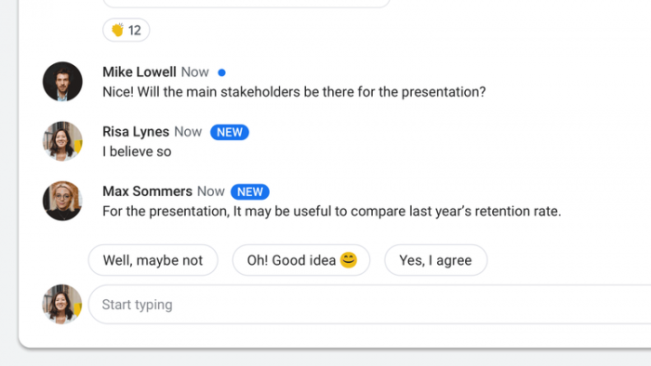 12
Mike Lowell Now
Nice! Will the main stakeholders be there for the presentation?
Risa Lynes Now NEW
I believe so
Max Sommers Now NEW
For the presentation, It may be useful to compare last year’s retention rate.
Well, maybe not Oh! Good idea 😊 Yes, I agree
Start typing